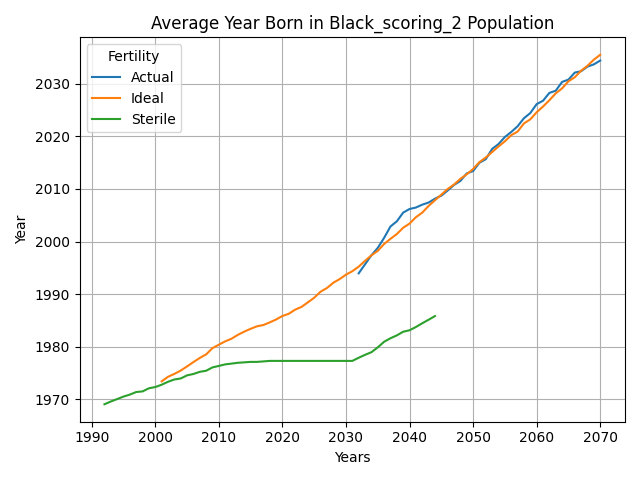 Average Year Born in Black_scoring_2 Population
Fertility
Actual
Ideal
Sterile
Year
2030
2020
2010
2000
1990
1980
1970
1990 2000 2010 2020 2030 2040 2050 2060 2070
Years